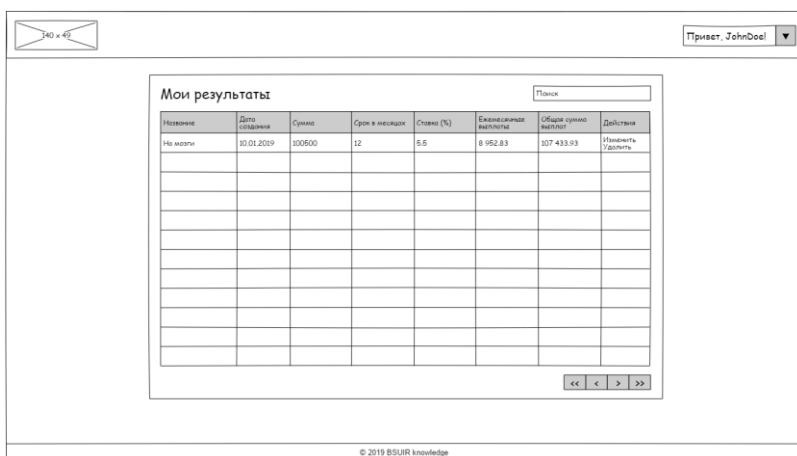 140 x 49
Привет, JohnDoe! ▼
Мои результаты
Поиск
Название Дата создания Сумма Срок в месяцах Ставка (%) Ежемесячные выплаты Общая сумма выплат Действия
На мозги 10.01.2019 100500 12 5.5 8 952.83 107 433.93 Изменить
Удалить
<< < > >>
© 2019 BSUIR knowledge